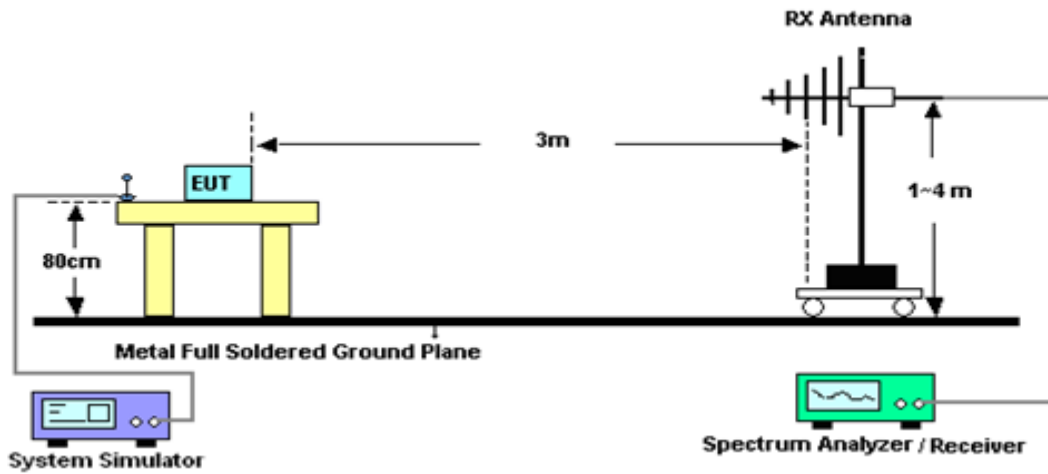 RX Antenna
3m
EUT
1~4 m
80cm
Metal Full Soldered Ground Plane
System Simulator
Spectrum Analyzer / Receiver